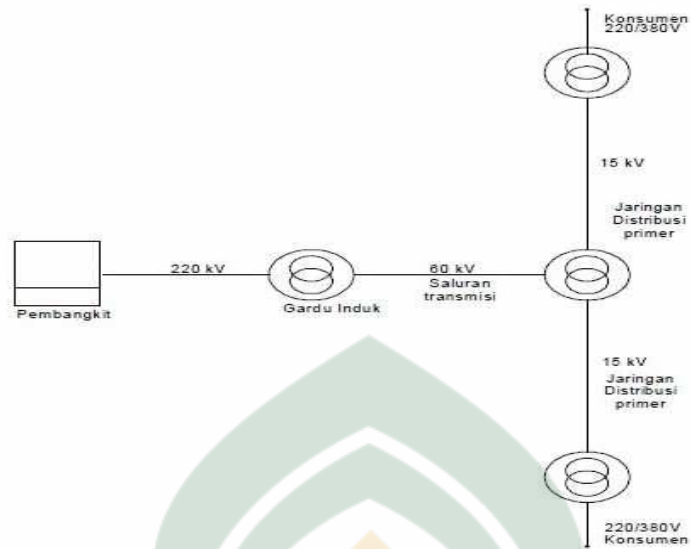 Konsumen
220/380V
15 kV
Jaringan
Distribusi
primer
220 kV
60 kV
Saluran
transmisi
Gardu Induk
Pembangkit
15 kV
Jaringan
Distribusi
primer
220/380V
Konsumen